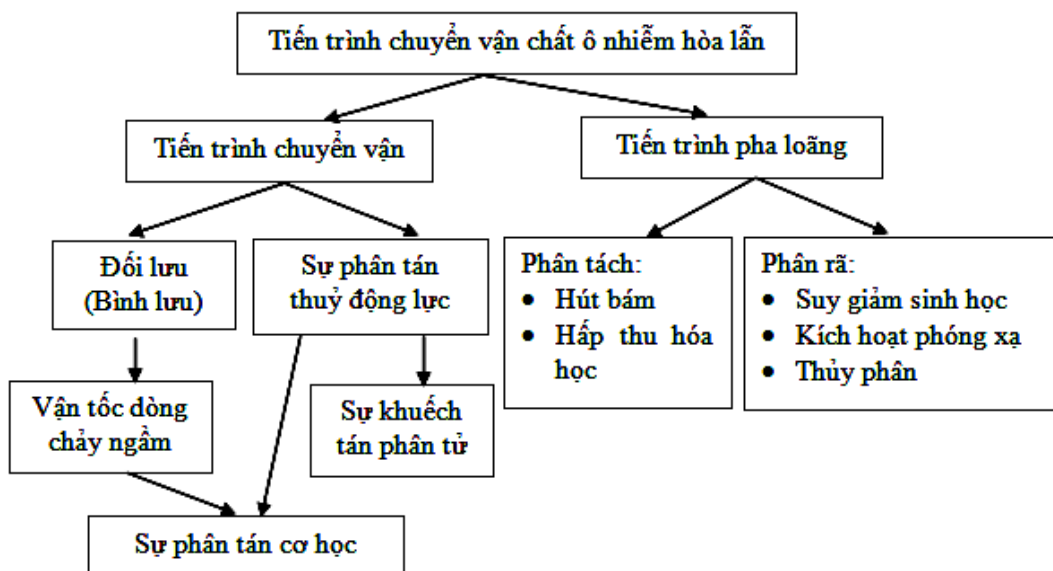 Tiến trình chuyển vận chất ô nhiễm hòa lẫn
Tiến trình chuyển vận
Tiến trình pha loãng
Đối lưu
(Bình lưu)
Sự phân tán
thuỷ động lực
Phân tách:
• Hút bám
• Hấp thu hóa
học
Phân rã:
• Suy giảm sinh học
• Kích hoạt phóng xạ
• Thủy phân
Vận tốc dòng
chảy ngầm
Sự khuếch
tán phân tử
Sự phân tán cơ học